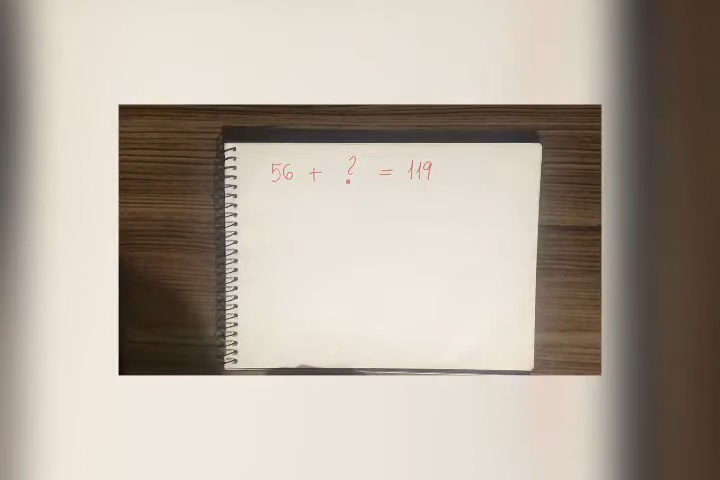 56 + ? = 119